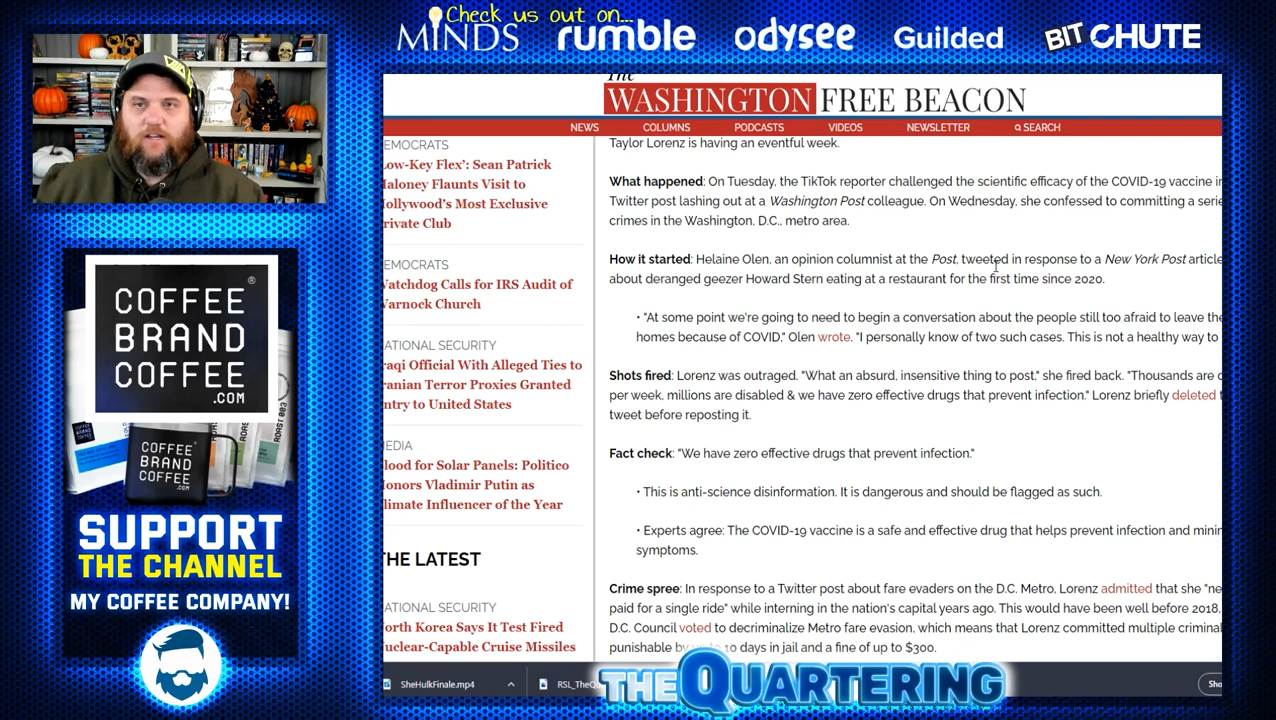 Check us out on...
MINDS rumble odysee Guilded BIT CHUTE
The
WASHINGTON FREE BEACON
NEWS COLUMNS PODCASTS VIDEOS NEWSLETTER SEARCH
EMOCRATS
ow-Key Flex': Sean Patrick
aloney Flaunts Visit to
ollywood's Most Exclusive
rivate Club
EMOCRATS
atchdog Calls for IRS Audit of
arnock Church
ATIONAL SECURITY
raqi Official With Alleged Ties to
ranian Terror Proxies Granted
ntry to United States
EDIA
lood for Solar Panels: Politico
onors Vladimir Putin as
limate Influencer of the Year
THE LATEST
ATIONAL SECURITY
orth Korea Says It Test Fired
uclear-Capable Cruise Missiles
Taylor Lorenz is having an eventful week.
What happened: On Tuesday, the TikTok reporter challenged the scientific efficacy of the COVID-19 vaccine in
Twitter post lashing out at a Washington Post colleague. On Wednesday, she confessed to committing a serie
crimes in the Washington, D.C., metro area.
How it started: Helaine Olen, an opinion columnist at the Post, tweeted in response to a New York Post article
about deranged geezer Howard Stern eating at a restaurant for the first time since 2020.
• "At some point we're going to need to begin a conversation about the people still too afraid to leave the
homes because of COVID," Olen wrote. "I personally know of two such cases. This is not a healthy way to
Shots fired: Lorenz was outraged. "What an absurd, insensitive thing to post," she fired back. "Thousands are d
per week, millions are disabled & we have zero effective drugs that prevent infection." Lorenz briefly deleted t
tweet before reposting it.
Fact check: "We have zero effective drugs that prevent infection."
• This is anti-science disinformation. It is dangerous and should be flagged as such.
• Experts agree: The COVID-19 vaccine is a safe and effective drug that helps prevent infection and mini
symptoms.
Crime spree: In response to a Twitter post about fare evaders on the D.C. Metro, Lorenz admitted that she "ne
paid for a single ride" while interning in the nation's capital years ago. This would have been well before 2018,
D.C. Council voted to decriminalize Metro fare evasion, which means that Lorenz committed multiple criminal
punishable by up to 10 days in jail and a fine of up to $300.
COFFEE
BRAND
COFFEE
.COM
®
COFFEE
BRAND
COFFEE
.COM
ROAST 003
SUPPORT
THE CHANNEL
MY COFFEE COMPANY!
SheHulkFinale.mp4
RSL_TheQu
Sho
THE QUARTERING